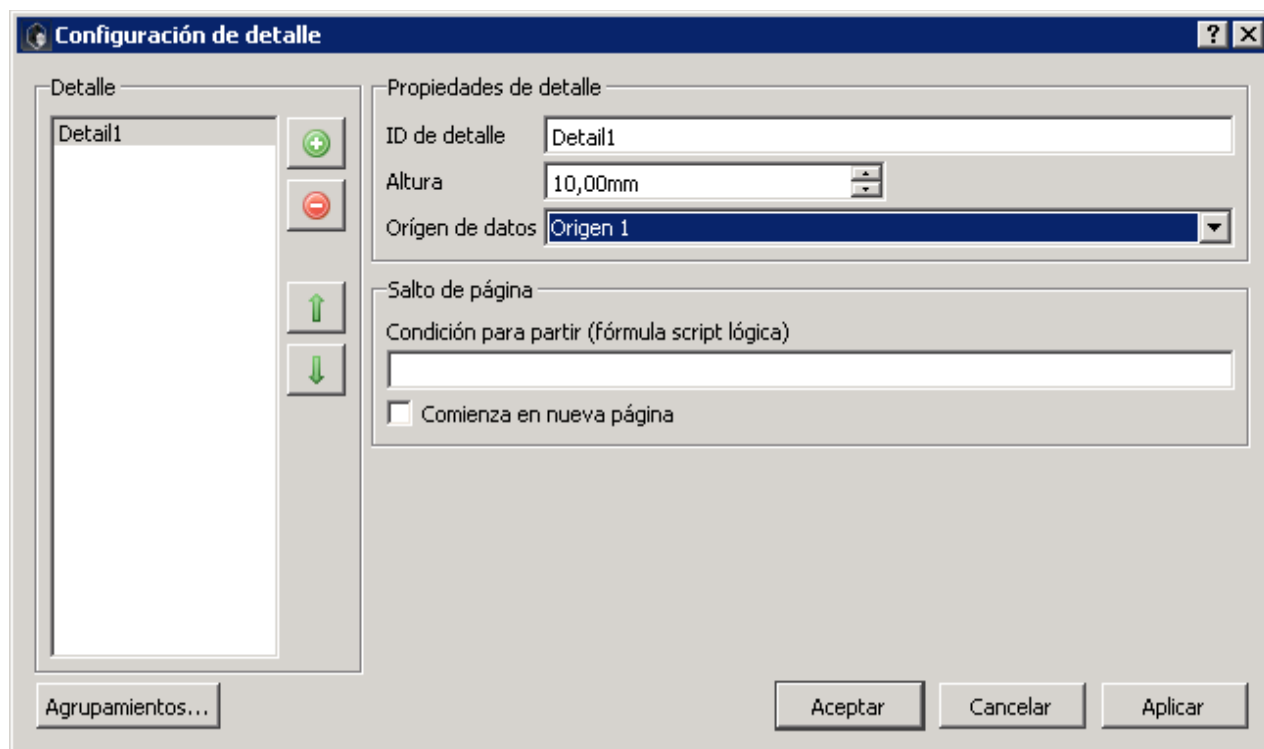 Configuración de detalle
Detalle
Detail1
Propiedades de detalle
ID de detalle Detail1
Altura 10,00mm
Orígen de datos Origen 1
Salto de página
Condición para partir (fórmula script lógica)
Comienza en nueva página
Agrupamientos... Aceptar Cancelar Aplicar